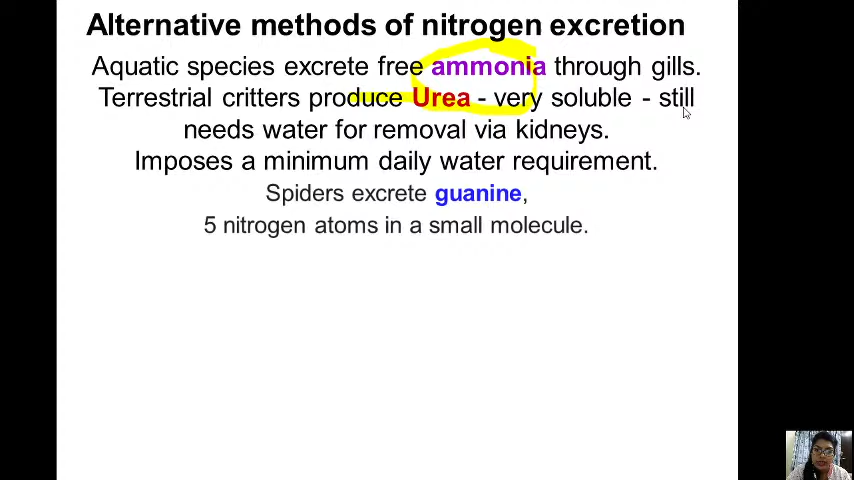 Alternative methods of nitrogen excretion
Aquatic species excrete free ammonia through gills.
Terrestrial critters produce Urea - very soluble - still
needs water for removal via kidneys.
Imposes a minimum daily water requirement.
Spiders excrete guanine,
5 nitrogen atoms in a small molecule.